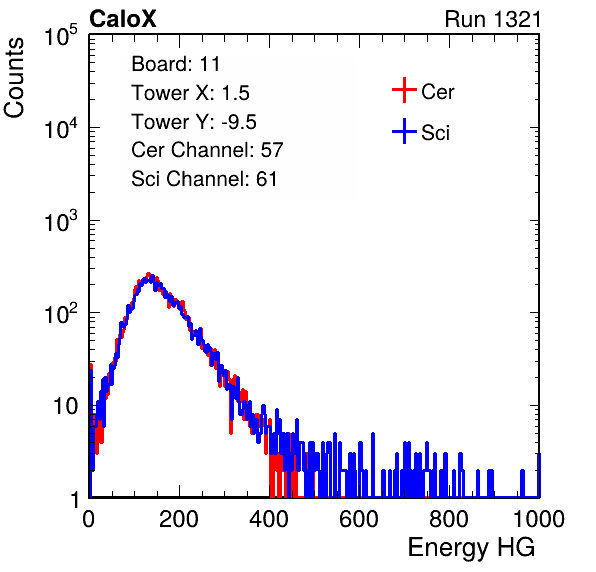 CaloX Run 1321
Counts
10^5
10^4
10^3
10^2
10
1
Board: 11
Tower X: 1.5
Tower Y: -9.5
Cer Channel: 57
Sci Channel: 61
Cer
Sci
0 200 400 600 800 1000
Energy HG